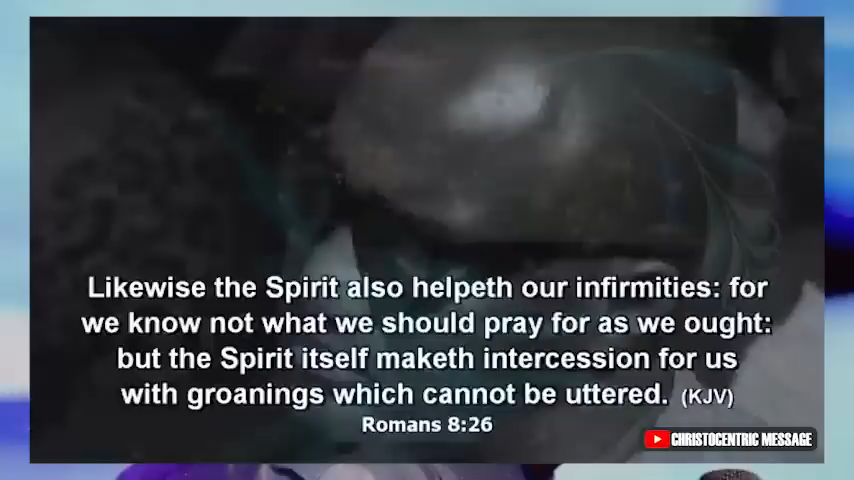 Likewise the Spirit also helpeth our infirmities: for
we know not what we should pray for as we ought:
but the Spirit itself maketh intercession for us
with groanings which cannot be uttered. (KJV)
Romans 8:26
CHRISTOCENTRIC MESSAGE